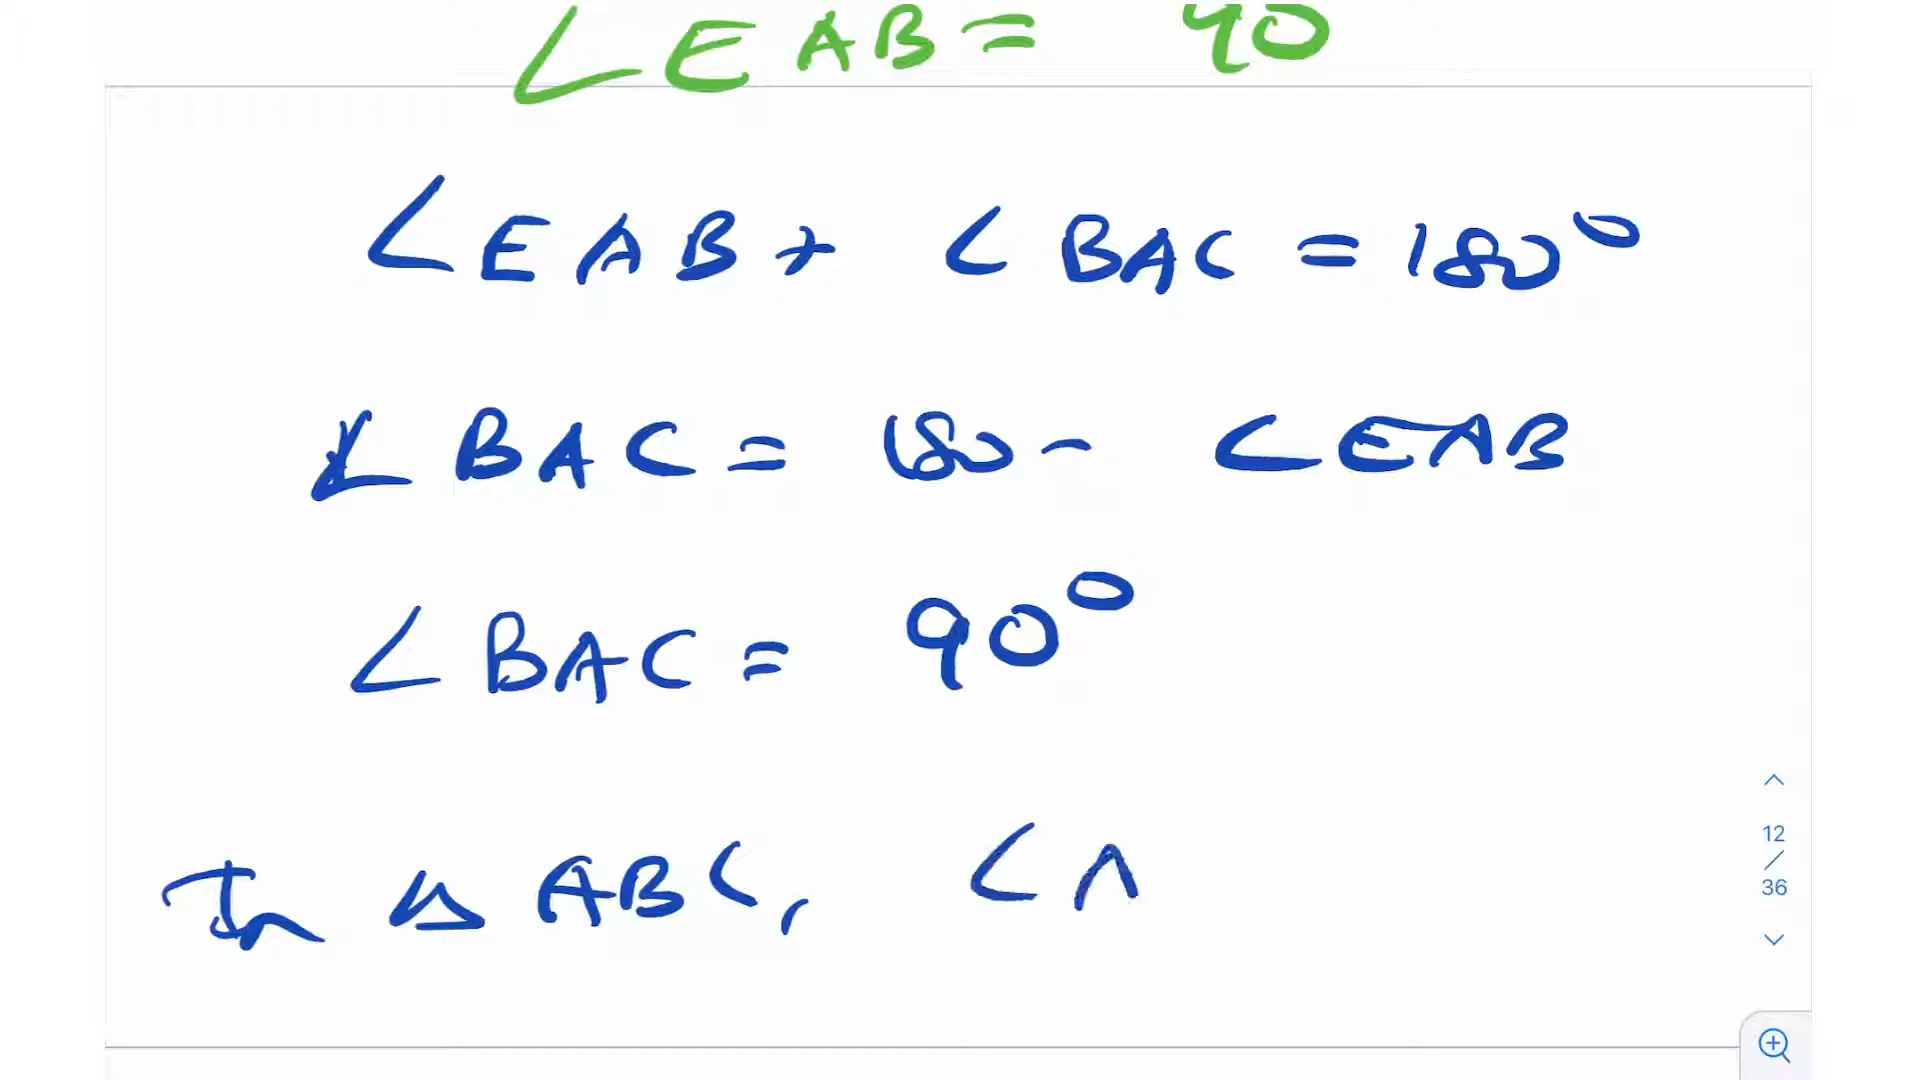 ∠EAB = 90
∠EAB + ∠BAC = 180°
∠BAC = 180 - ∠EAB
∠BAC = 90°
In △ABC, ∠A
12
/
36